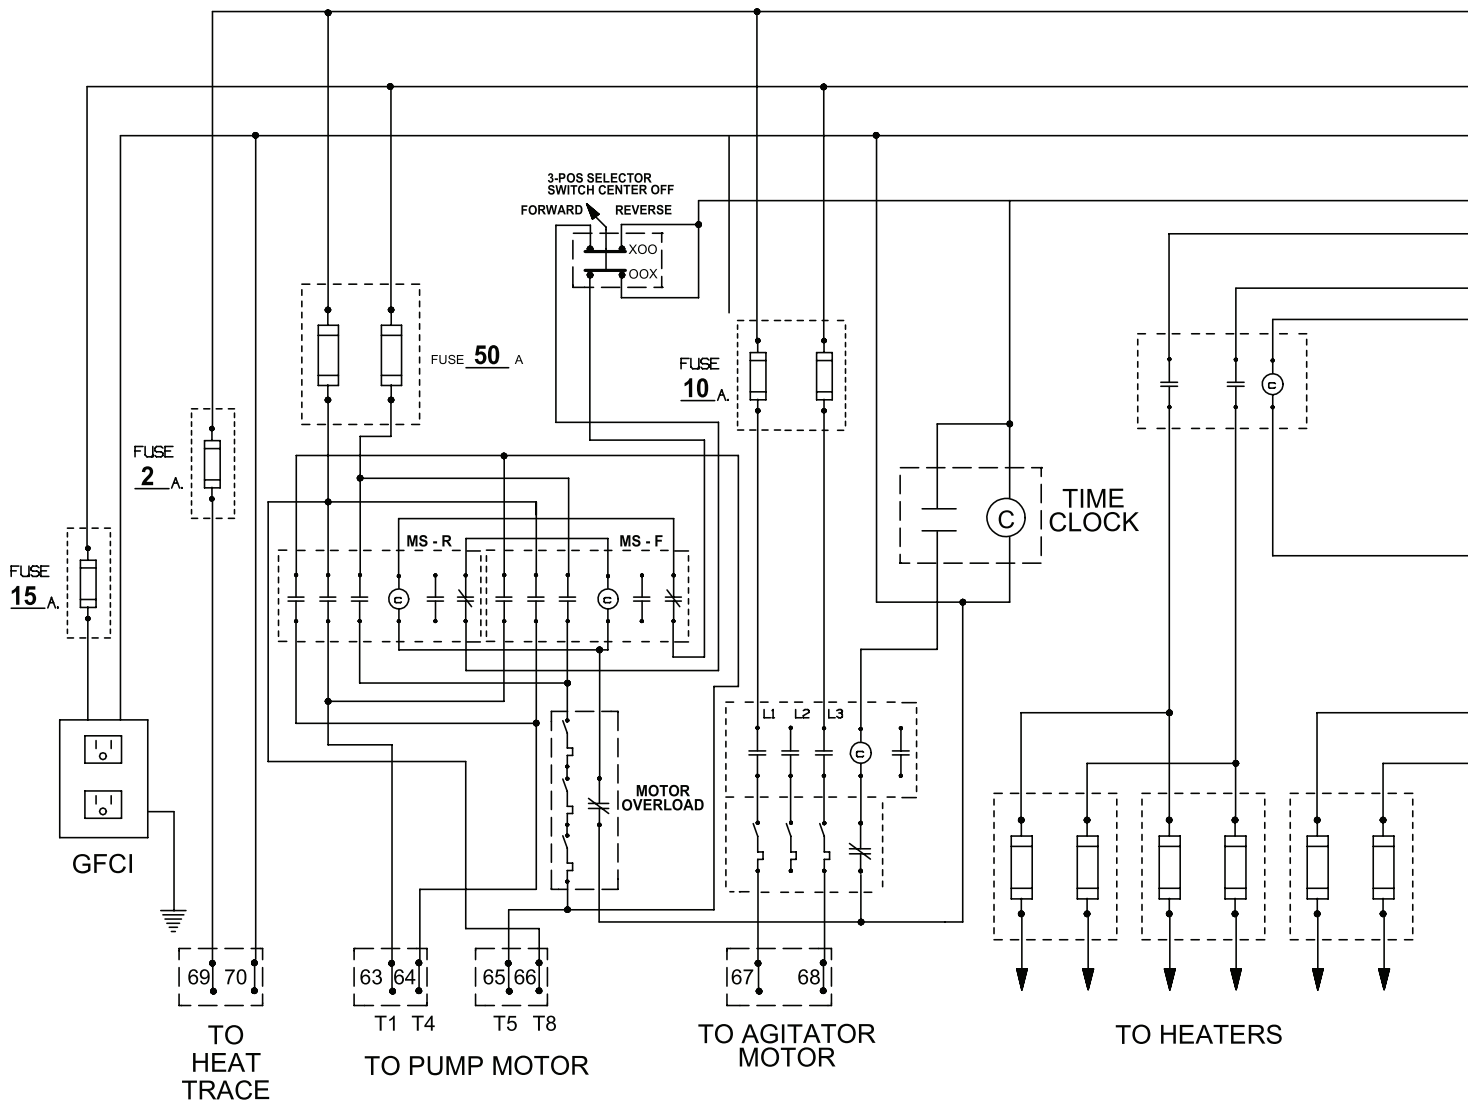 3-POS SELECTOR
SWITCH CENTER OFF
FORWARD REVERSE
XOO
OOX
FUSE 50 A
FUSE
10 A.
FUSE
2 A.
FUSE
15 A.
TIME
CLOCK
C
C
MS - R
MS - F
C
C
L1 L2 L3
C
MOTOR
OVERLOAD
GFCI
69 70
63 64
65 66
67 68
T1 T4
T5 T8
TO
HEAT
TRACE
TO PUMP MOTOR
TO AGITATOR
MOTOR
TO HEATERS